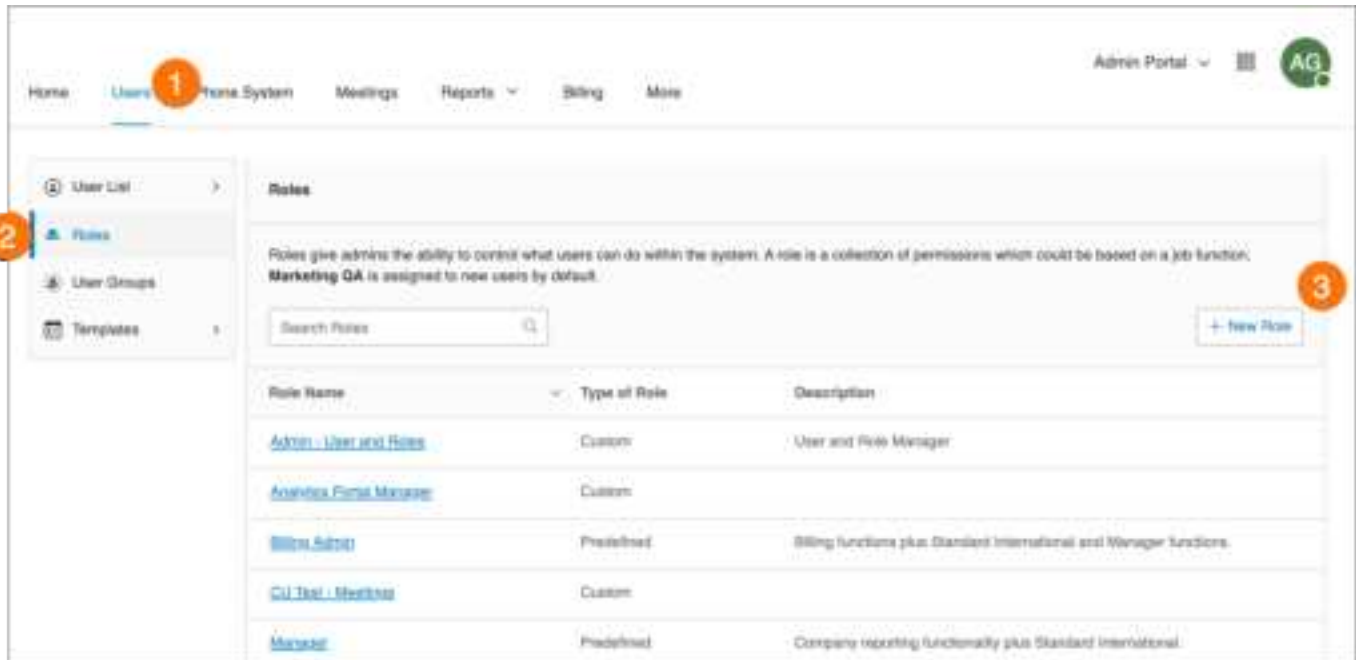 Admin Portal
AG
1
Home Users Phone System Meetings Reports Billing More
User List
Roles
2
Roles
User Groups
Templates
Roles give admins the ability to control what users can do within the system. A role is a collection of permissions which could be based on a job function.
Marketing QA is assigned to new users by default.
3
Search Roles
+ New Role
Role Name Type of Role Description
Admin - User and Roles Custom User and Role Manager
Analytics Portal Manager Custom
Billing Admin Predefined Billing functions plus Standard International and Manager functions.
CU Test - Meetings Custom
Manager Predefined Company reporting functionality plus Standard International.